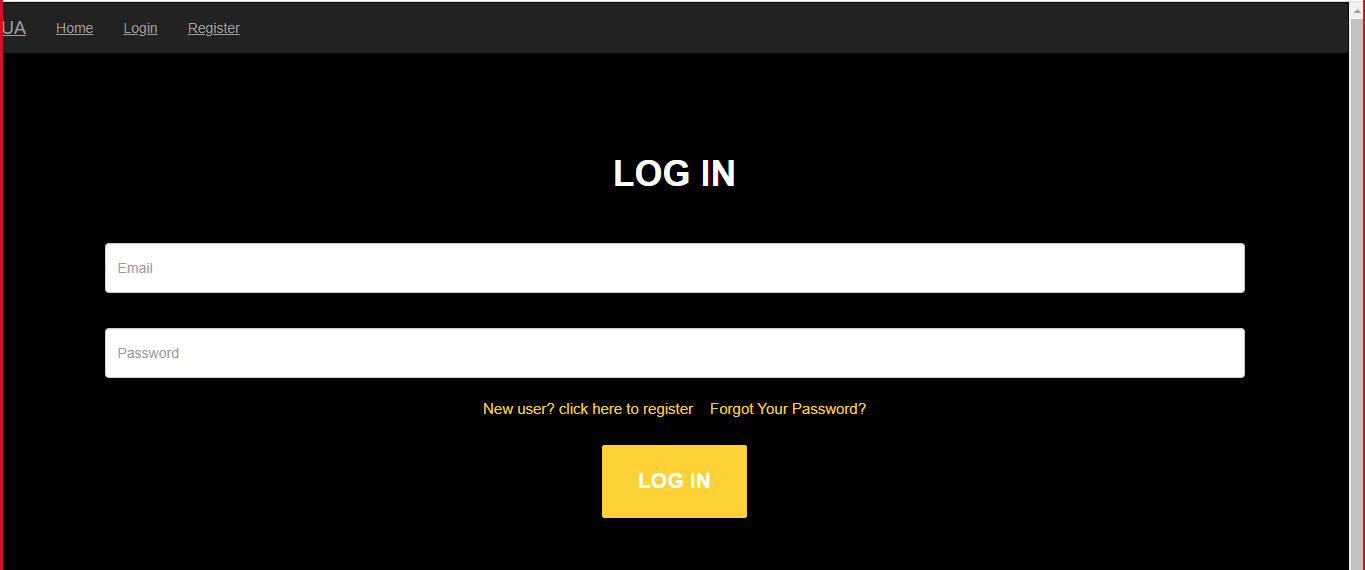 UA Home Login Register
LOG IN
Email
Password
New user? click here to register Forgot Your Password?
LOG IN